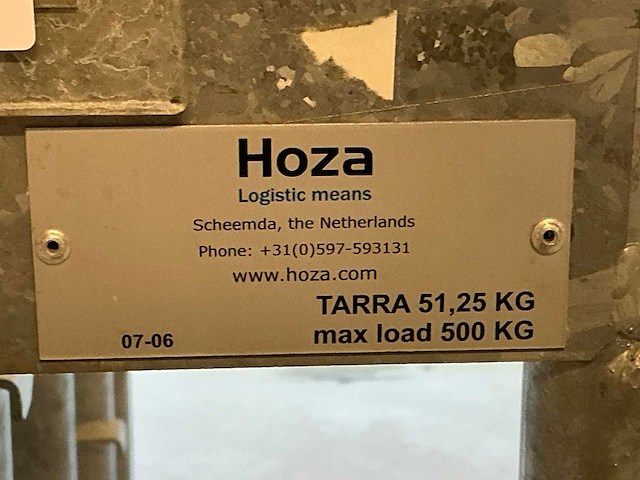 Hoza
Logistic means
Scheemda, the Netherlands
Phone: +31(0)597-593131
www.hoza.com
TARRA 51,25 KG
07-06 max load 500 KG